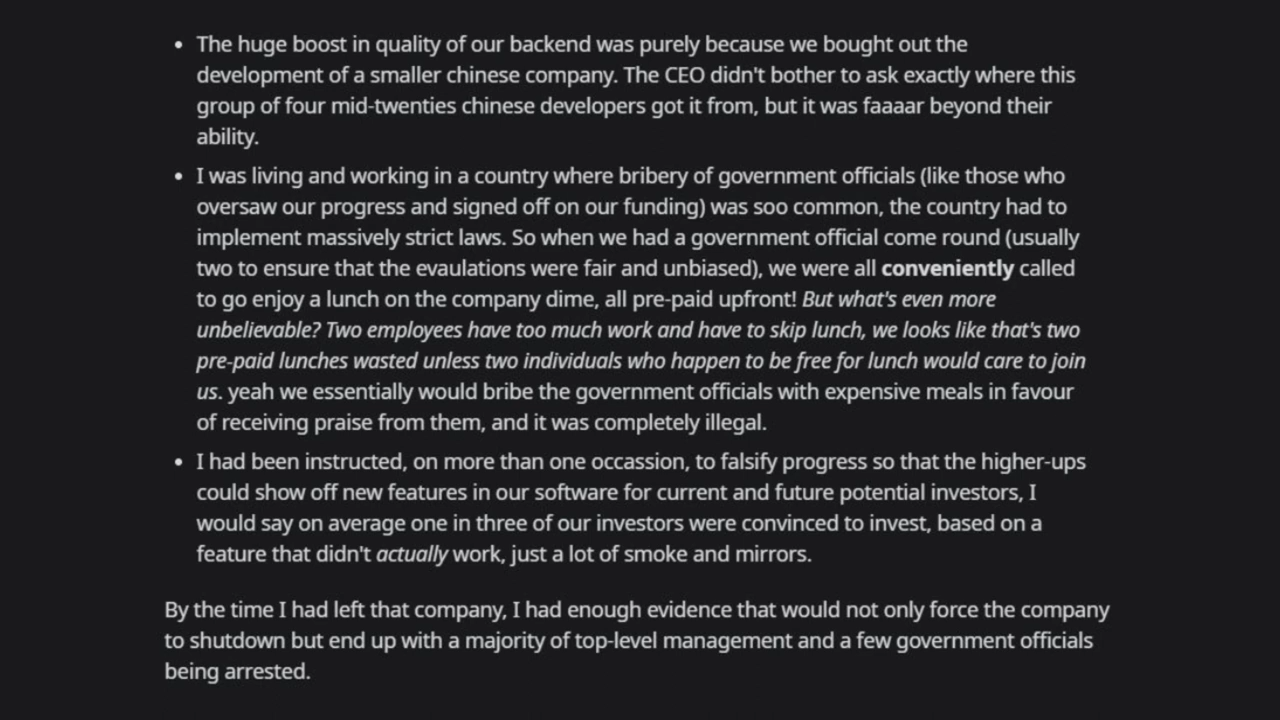 • The huge boost in quality of our backend was purely because we bought out the
development of a smaller chinese company. The CEO didn't bother to ask exactly where this
group of four mid-twenties chinese developers got it from, but it was faaaar beyond their
ability.
• I was living and working in a country where bribery of government officials (like those who
oversaw our progress and signed off on our funding) was soo common, the country had to
implement massively strict laws. So when we had a government official come round (usually
two to ensure that the evaulations were fair and unbiased), we were all conveniently called
to go enjoy a lunch on the company dime, all pre-paid upfront! But what's even more
unbelievable? Two employees have too much work and have to skip lunch, we looks like that's two
pre-paid lunches wasted unless two individuals who happen to be free for lunch would care to join
us. yeah we essentially would bribe the government officials with expensive meals in favour
of receiving praise from them, and it was completely illegal.
• I had been instructed, on more than one occassion, to falsify progress so that the higher-ups
could show off new features in our software for current and future potential investors, I
would say on average one in three of our investors were convinced to invest, based on a
feature that didn't actually work, just a lot of smoke and mirrors.
By the time I had left that company, I had enough evidence that would not only force the company
to shutdown but end up with a majority of top-level management and a few government officials
being arrested.